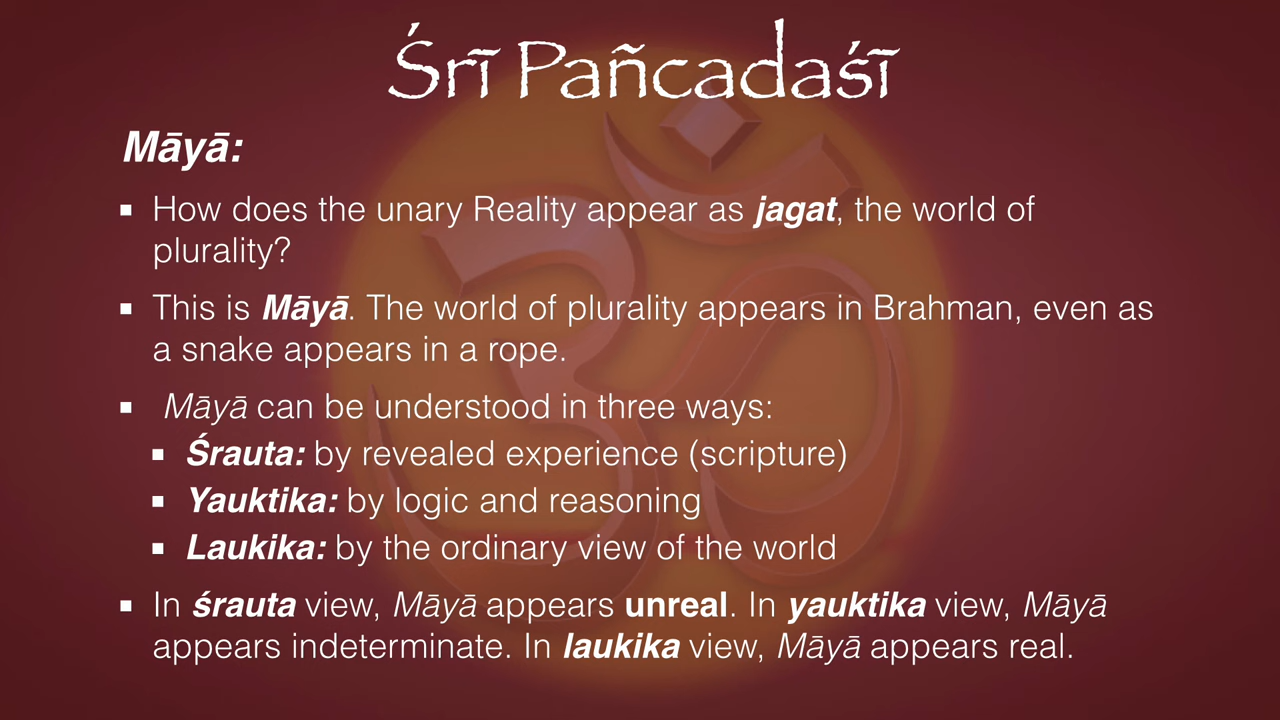 Śrī Pañcadaśī
Māyā:
▪ How does the unary Reality appear as jagat, the world of
plurality?
▪ This is Māyā. The world of plurality appears in Brahman, even as
a snake appears in a rope.
▪ Māyā can be understood in three ways:
▪ Śrauta: by revealed experience (scripture)
▪ Yauktika: by logic and reasoning
▪ Laukika: by the ordinary view of the world
▪ In śrauta view, Māyā appears unreal. In yauktika view, Māyā
appears indeterminate. In laukika view, Māyā appears real.